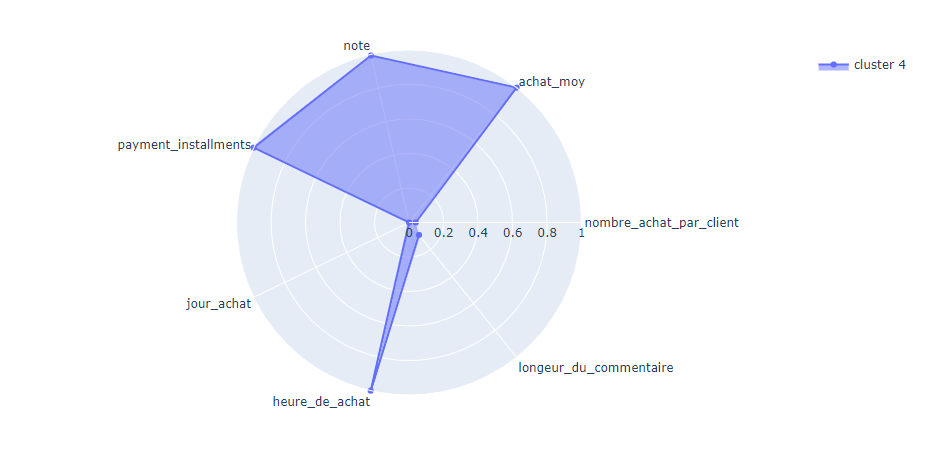 note
cluster 4
achat_moy
payment_installments
nombre_achat_par_client
0 0.2 0.4 0.6 0.8 1
jour_achat
longeur_du_commentaire
heure_de_achat